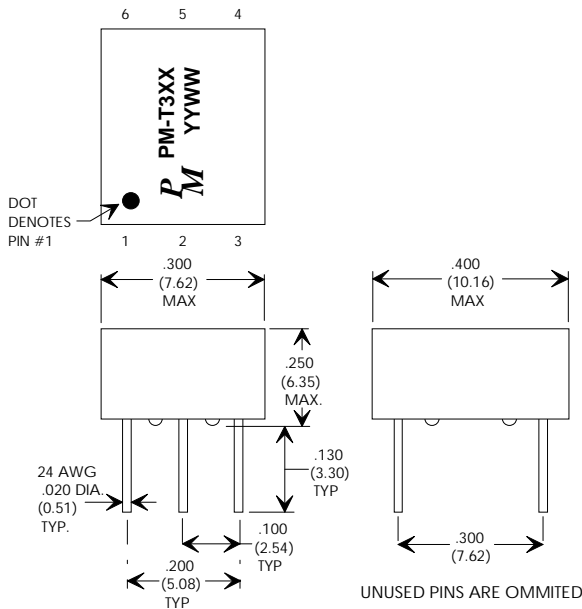 6 5 4
PM-T3XX
YYWW
PM
DOT
DENOTES
PIN #1
1 2 3
.300
(7.62)
MAX
.400
(10.16)
MAX
.250
(6.35)
MAX.
24 AWG
.020 DIA.
(0.51)
TYP.
.130
(3.30)
TYP
.100
(2.54)
TYP
.200
(5.08)
TYP
.300
(7.62)
UNUSED PINS ARE OMMITED